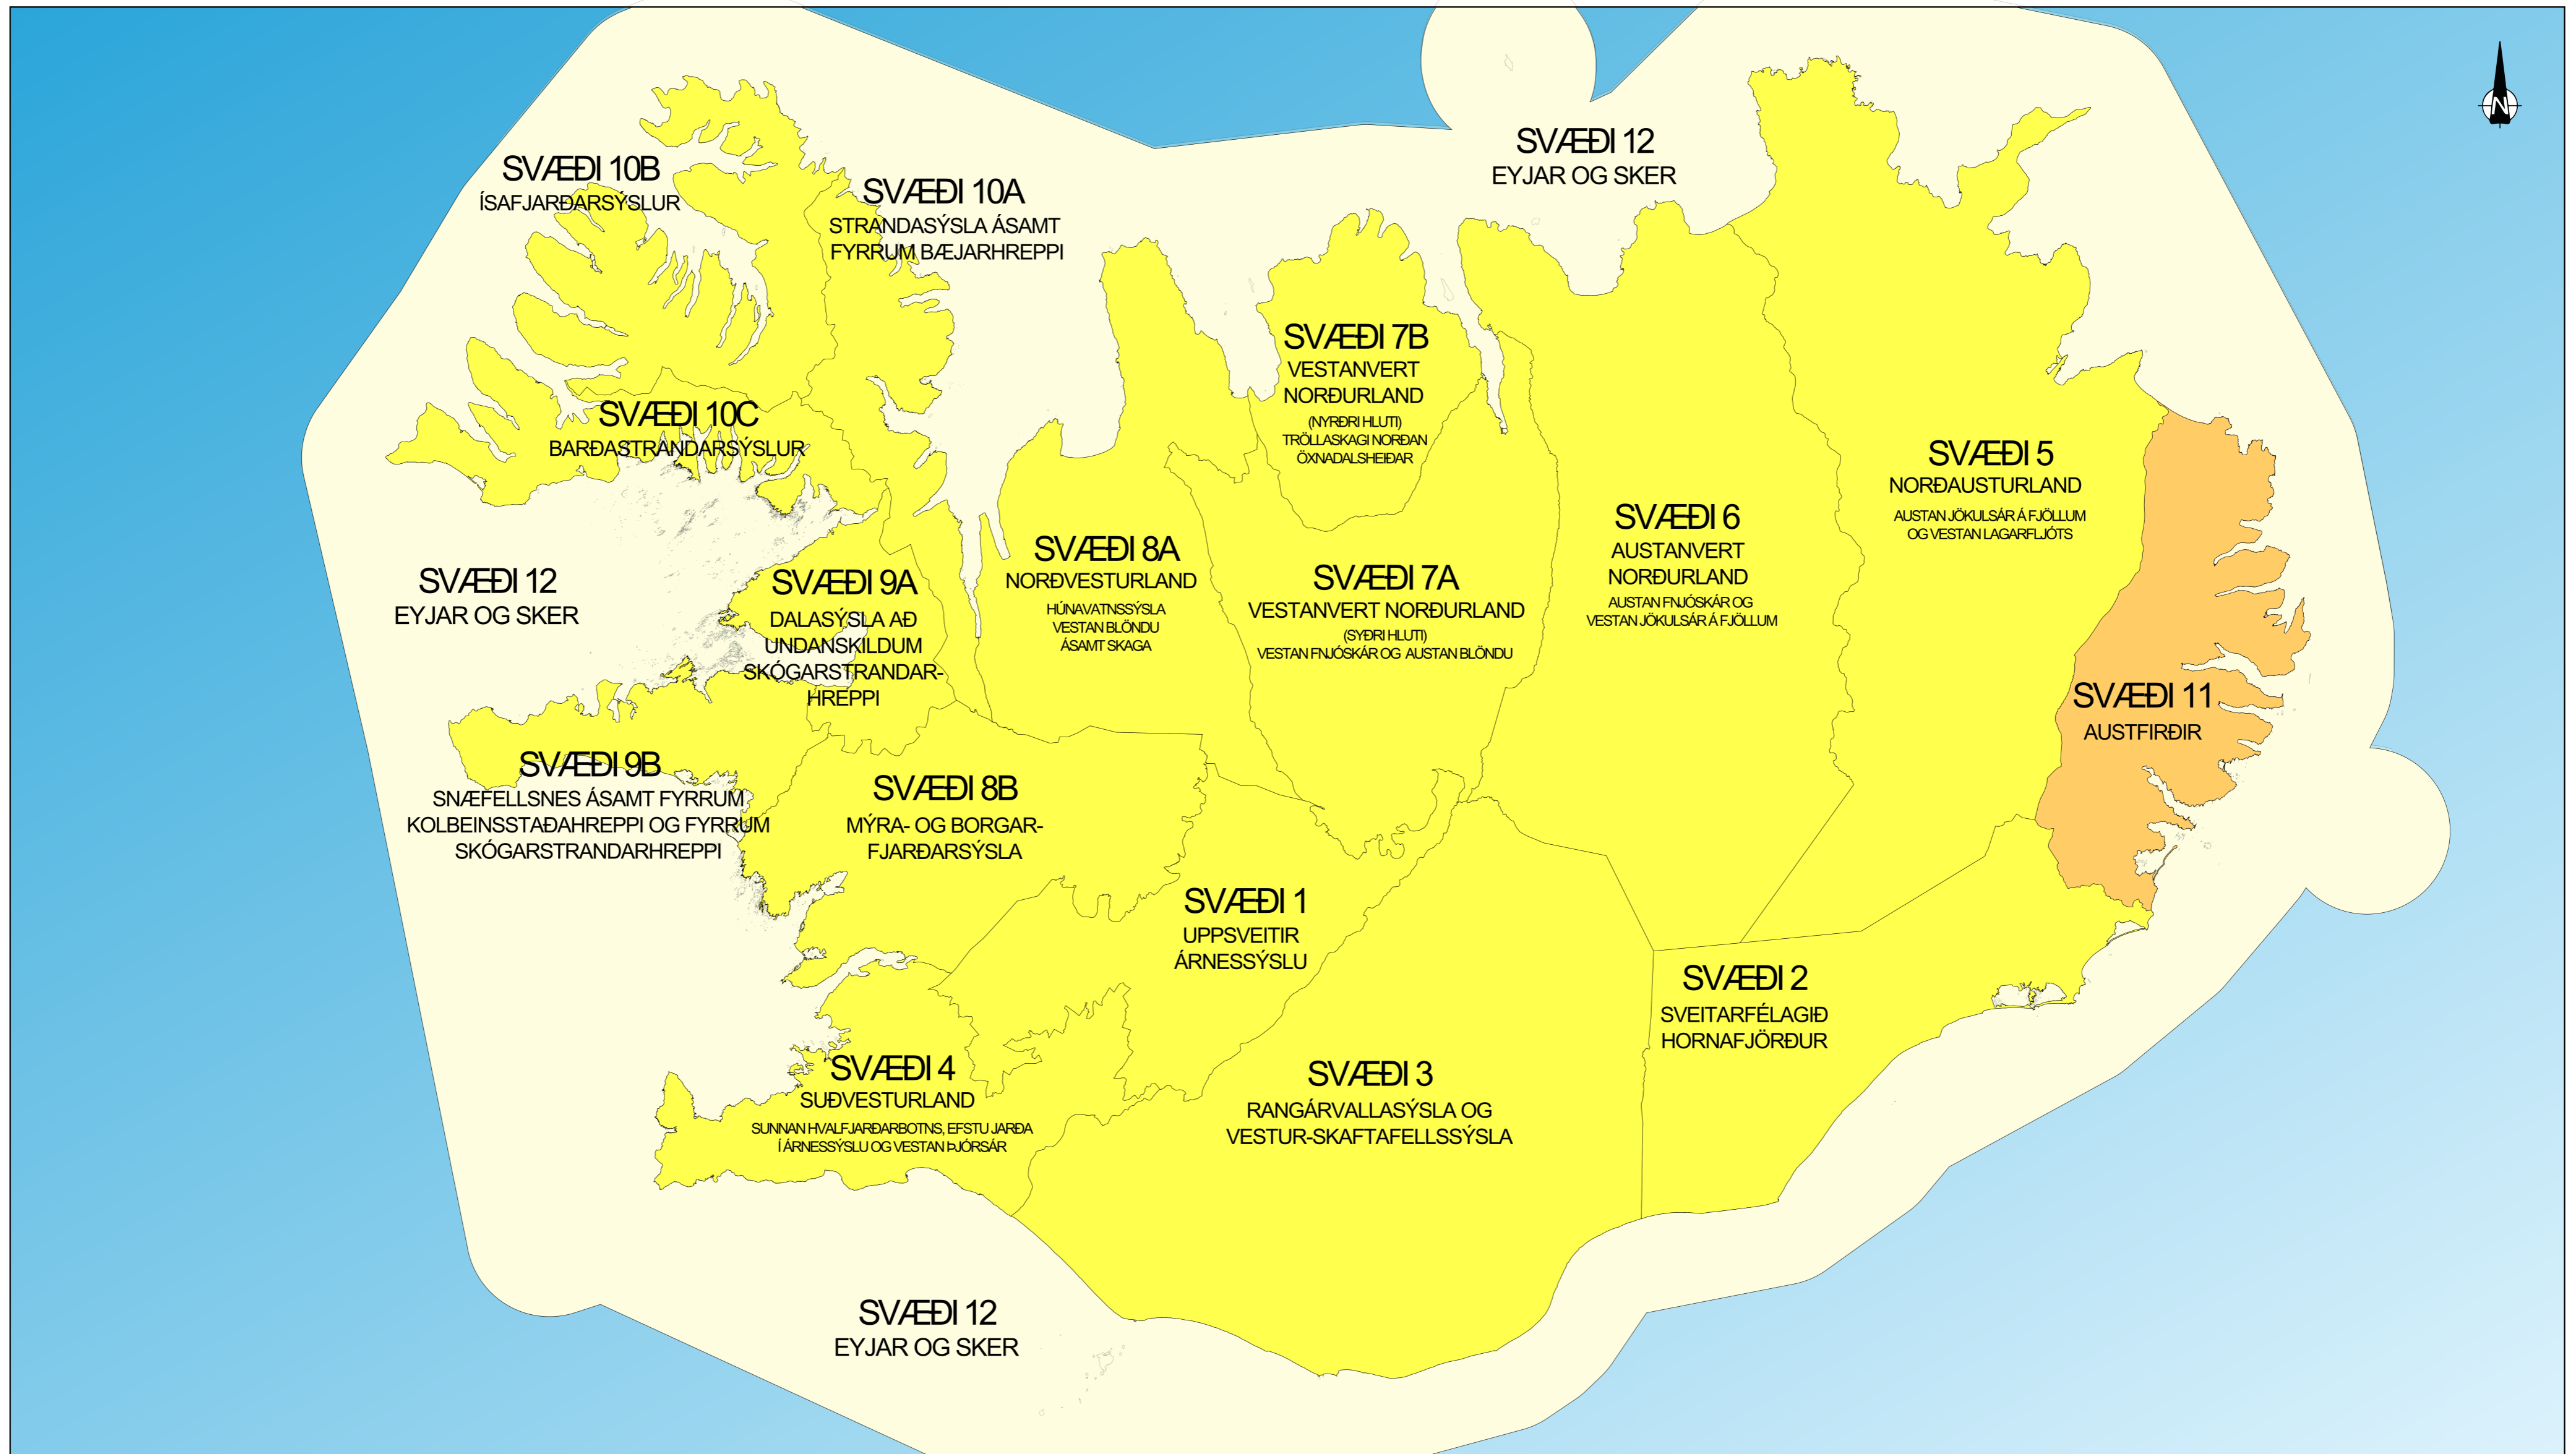 SVÆÐI 10B
ÍSAFJARÐARSÝSLUR
SVÆÐI 10A
STRANDASÝSLA ÁSAMT
FYRRUM BÆJARHREPPI
SVÆÐI 12
EYJAR OG SKER
N
SVÆÐI 10C
BARÐASTRANDARSÝSLUR
SVÆÐI 7B
VESTANVERT
NORÐURLAND
(NYRÐRI HLUTI)
TRÖLLASKAGI NORÐAN
ÖXNADALSHEIÐAR
SVÆÐI 5
NORÐAUSTURLAND
AUSTAN JÖKULSÁR Á FJÖLLUM
OG VESTAN LAGARFLJÓTS
SVÆÐI 12
EYJAR OG SKER
SVÆÐI 9A
DALASÝSLA AÐ
UNDANSKILDUM
SKÓGARSTRANDAR-
HREPPI
SVÆÐI 8A
NORÐVESTURLAND
HÚNAVATNSSÝSLA
VESTAN BLÖNDU
ÁSAMT SKAGA
SVÆÐI 7A
VESTANVERT NORÐURLAND
(SYÐRI HLUTI)
VESTAN FNJÓSKÁR OG AUSTAN BLÖNDU
SVÆÐI 6
AUSTANVERT
NORÐURLAND
AUSTAN FNJÓSKÁR OG
VESTAN JÖKULSÁR Á FJÖLLUM
SVÆÐI 11
AUSTFIRÐIR
SVÆÐI 9B
SNÆFELLSNES ÁSAMT FYRRUM
KOLBEINSSTAÐAHREPPI OG FYRRUM
SKÓGARSTRANDARHREPPI
SVÆÐI 8B
MÝRA- OG BORGAR-
FJARÐARSÝSLA
SVÆÐI 1
UPPSVEITIR
ÁRNESSÝSLU
SVÆÐI 2
SVEITARFÉLAGIÐ
HORNAFJÖRÐUR
SVÆÐI 4
SUÐVESTURLAND
SUNNAN HVALFJARÐARBOTNS, EFSTU JARÐA
Í ÁRNESSÝSLU OG VESTAN ÞJÓRSÁR
SVÆÐI 3
RANGÁRVALLASÝSLA OG
VESTUR-SKAFTAFELLSSÝSLA
SVÆÐI 12
EYJAR OG SKER